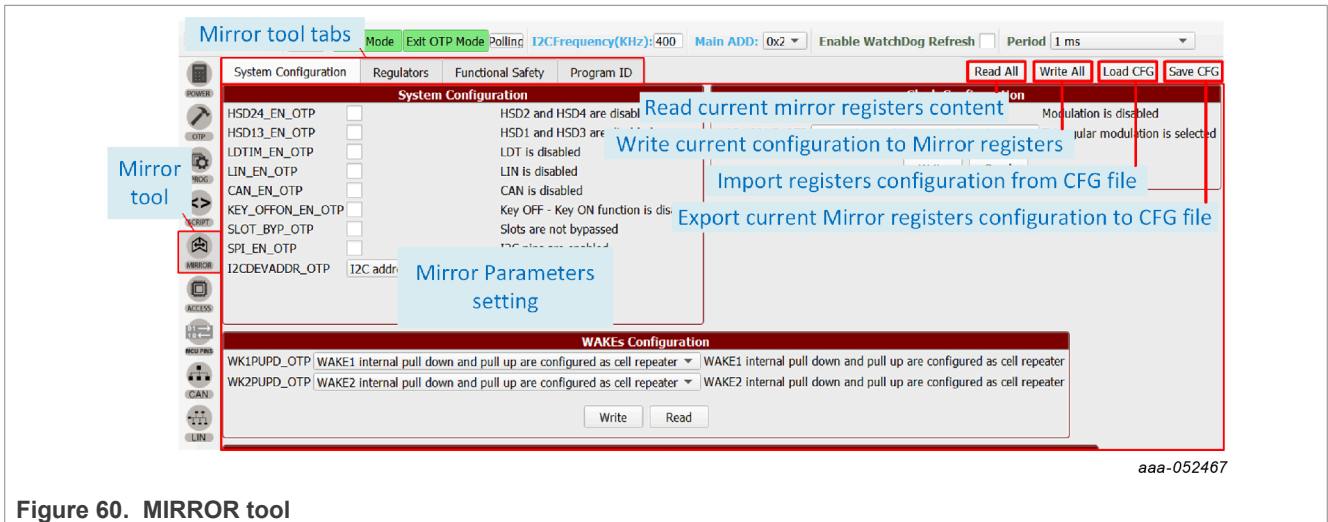 Mirror tool tabs
Mode Exit OTP Mode Polling I2CFrequency(KHz): 400 Main ADD: 0x2 Enable WatchDog Refresh Period 1 ms
System Configuration Regulators Functional Safety Program ID Read All Write All Load CFG Save CFG
POWER
System Configuration
HSD24_EN_OTP HSD2 and HSD4 are disabl
Read current mirror registers content
Modulation is disabled
HSD13_EN_OTP HSD1 and HSD3 are
modulation is selected
OTP
LDTIM_EN_OTP LDT is disa
Write current configuration to Mirror registers
Mirror tool
PROG
LIN_EN_OTP LIN is disabled
CAN_EN_OTP CAN is disabled
Import registers configuration from CFG file
KEY_OFFON_EN_OTP Key OFF - Key ON function is disa
SCRIPT
Export current Mirror registers configuration to CFG file
SLOT_BYP_OTP Slots are not bypassed
SPI_EN_OTP
MIRROR
I2CDEVADDR_OTP I2C addre
Mirror Parameters
setting
ACCESS
WAKEs Configuration
MCU PINS
WK1PUPD_OTP WAKE1 internal pull down and pull up are configured as cell repeater WAKE1 internal pull down and pull up are configured as cell repeater
WK2PUPD_OTP WAKE2 internal pull down and pull up are configured as cell repeater WAKE2 internal pull down and pull up are configured as cell repeater
CAN
Write Read
LIN
aaa-052467
Figure 60. MIRROR tool